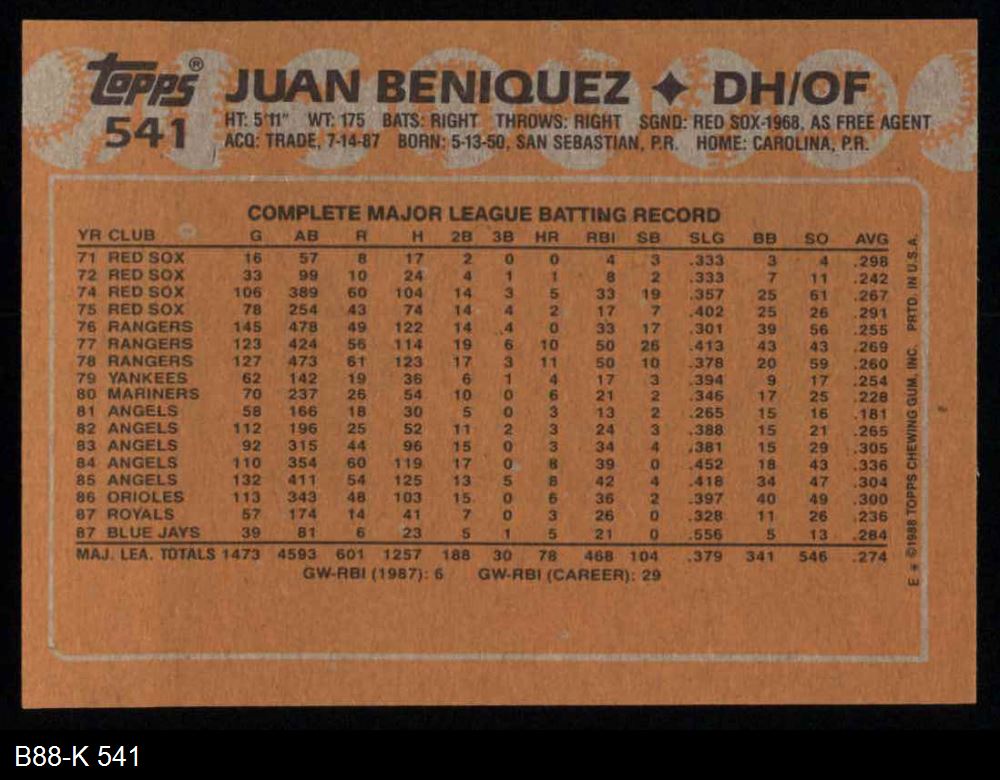 Topps® JUAN BENIQUEZ ✦ DH/OF
541 HT: 5'11" WT: 175 BATS: RIGHT THROWS: RIGHT SGND: RED SOX-1968, AS FREE AGENT
ACQ: TRADE, 7-14-87 BORN: 5-13-50, SAN SEBASTIAN, P.R. HOME: CAROLINA, P.R.
COMPLETE MAJOR LEAGUE BATTING RECORD
YR CLUB G AB R H 2B 3B HR RBI SB SLG BB SO AVG
71 RED SOX 16 57 8 17 2 0 0 4 3 .333 3 4 .298
72 RED SOX 33 99 10 24 4 1 1 8 2 .333 7 11 .242
74 RED SOX 106 389 60 104 14 3 5 33 19 .357 25 61 .267
75 RED SOX 78 254 43 74 14 4 2 17 7 .402 25 26 .291
76 RANGERS 145 478 49 122 14 4 0 33 17 .301 39 56 .255
77 RANGERS 123 424 56 114 19 6 10 50 26 .413 43 43 .269
78 RANGERS 127 473 61 123 17 3 11 50 10 .378 20 59 .260
79 YANKEES 62 142 19 36 6 1 4 17 3 .394 9 17 .254
80 MARINERS 70 237 26 54 10 0 6 21 2 .346 17 25 .228
81 ANGELS 58 166 18 30 5 0 3 13 2 .265 15 16 .181
82 ANGELS 112 196 25 52 11 2 3 24 3 .388 15 21 .265
83 ANGELS 92 315 44 96 15 0 3 34 4 .381 15 29 .305
84 ANGELS 110 354 60 119 17 0 8 39 0 .452 18 43 .336
85 ANGELS 132 411 54 125 13 5 8 42 4 .418 34 47 .304
86 ORIOLES 113 343 48 103 15 0 6 36 2 .397 40 49 .300
87 ROYALS 57 174 14 41 7 0 3 26 0 .328 11 26 .236
87 BLUE JAYS 39 81 6 23 5 1 5 21 0 .556 5 13 .284
MAJ. LEA. TOTALS 1473 4593 601 1257 188 30 78 468 104 .379 341 546 .274
GW-RBI (1987): 6 GW-RBI (CAREER): 29
E * ©1988 TOPPS CHEWING GUM, INC. PRTD. IN U.S.A.
B88-K 541